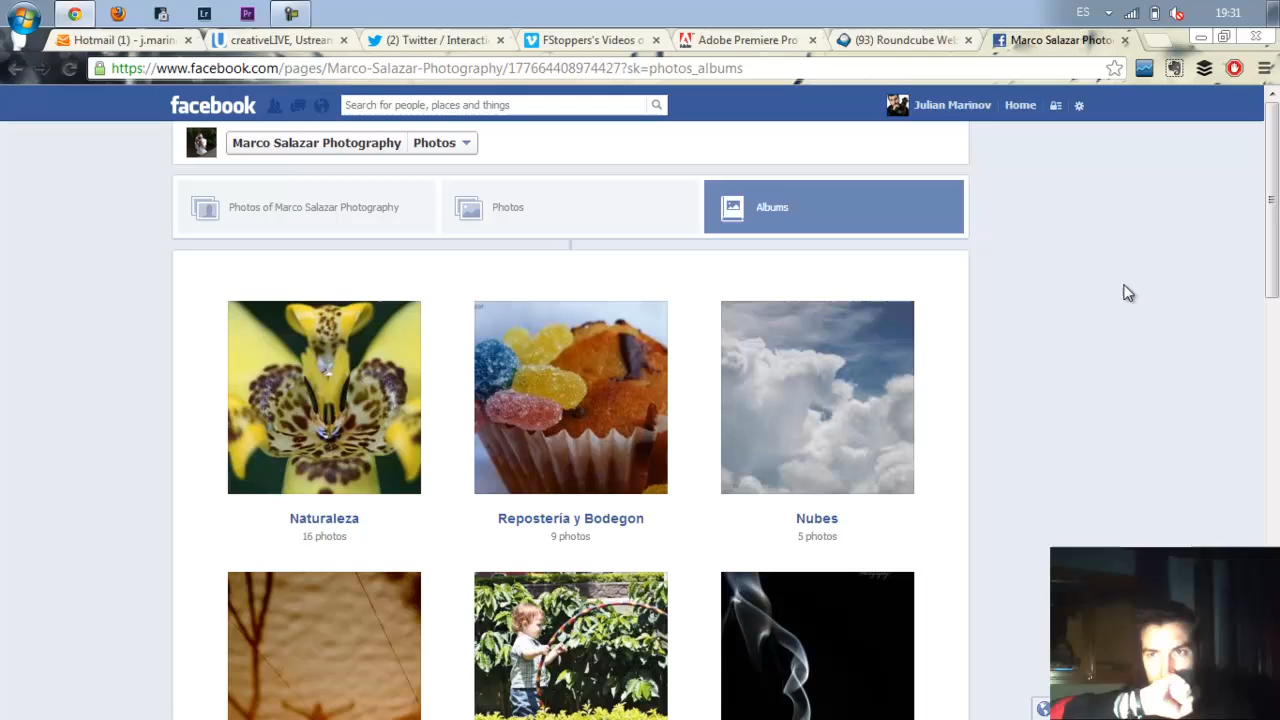 ES 19:31
Hotmail (1) - j.marin
creativeLIVE, Ustream
(2) Twitter / Interacti
FStoppers's Videos o
Adobe Premiere Pro
(93) Roundcube Web
Marco Salazar Photo
https://www.facebook.com/pages/Marco-Salazar-Photography/177664408974427?sk=photos_albums
facebook
Search for people, places and things
Julian Marinov Home
Marco Salazar Photography Photos
Photos of Marco Salazar Photography
Photos
Albums
Naturaleza
16 photos
Repostería y Bodegon
9 photos
Nubes
5 photos